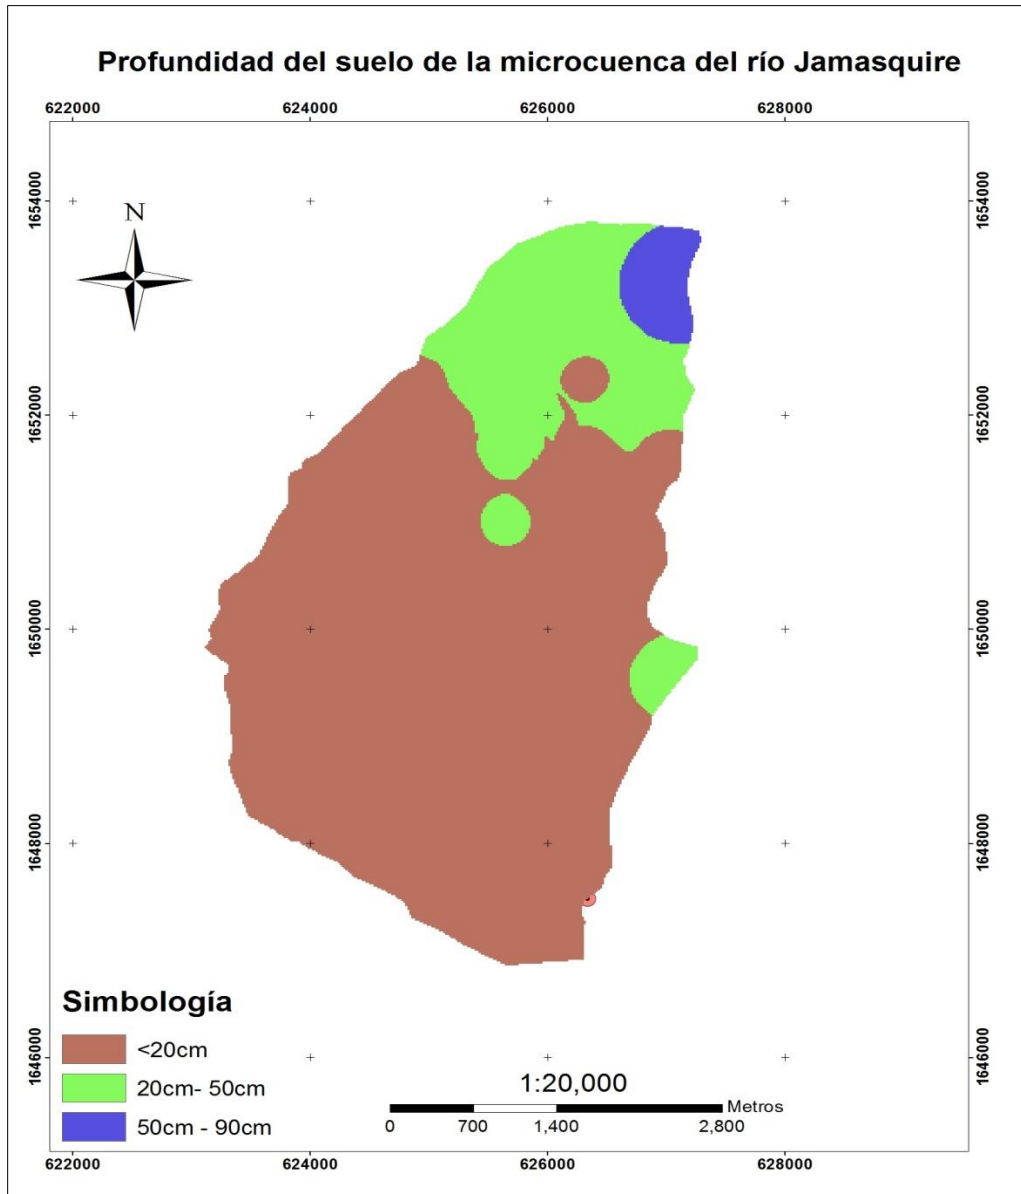 Profundidad del suelo de la microcuenca del río Jamasquire
622000 624000 626000 628000
1654000 1654000
N
1652000 1652000
1650000 1650000
1648000 1648000
Simbología
<20cm
1646000 1646000
1:20,000
20cm- 50cm
Metros
50cm - 90cm
0 700 1,400 2,800
622000 624000 626000 628000